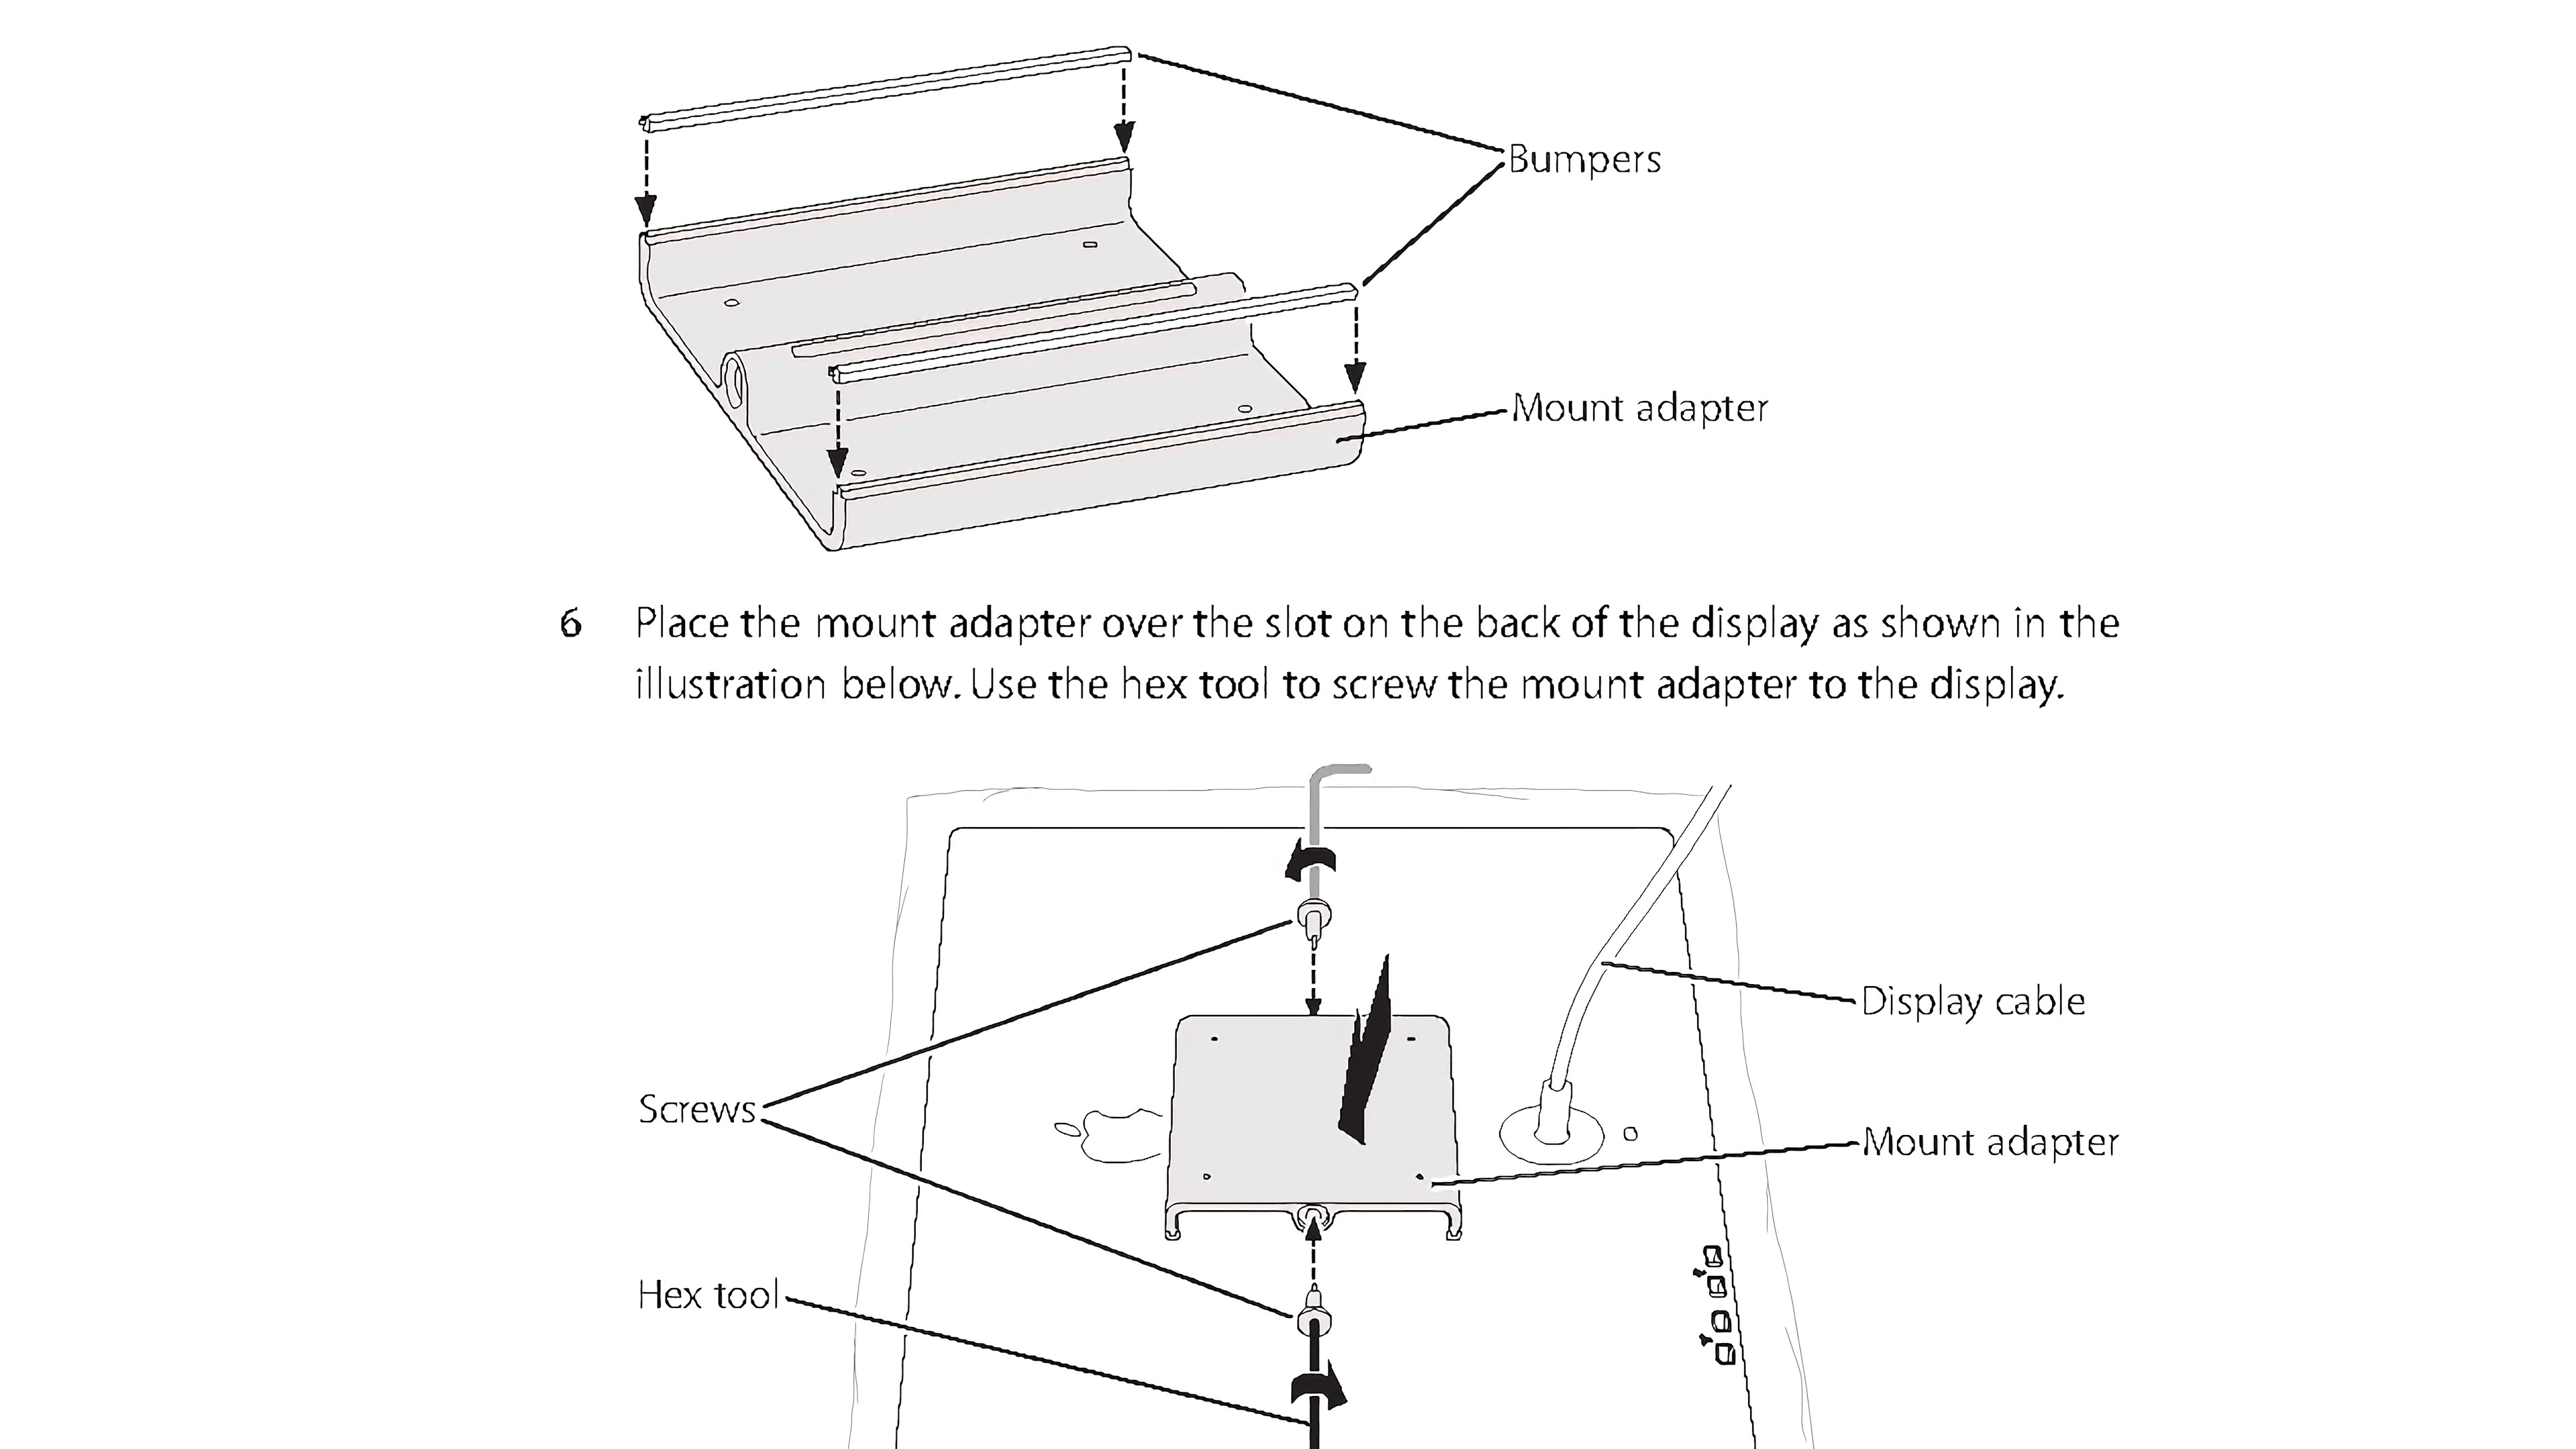 Bumpers
Mount adapter
6 Place the mount adapter over the slot on the back of the display as shown in the
illustration below. Use the hex tool to screw the mount adapter to the display.
Display cable
Screws
Mount adapter
Hex tool